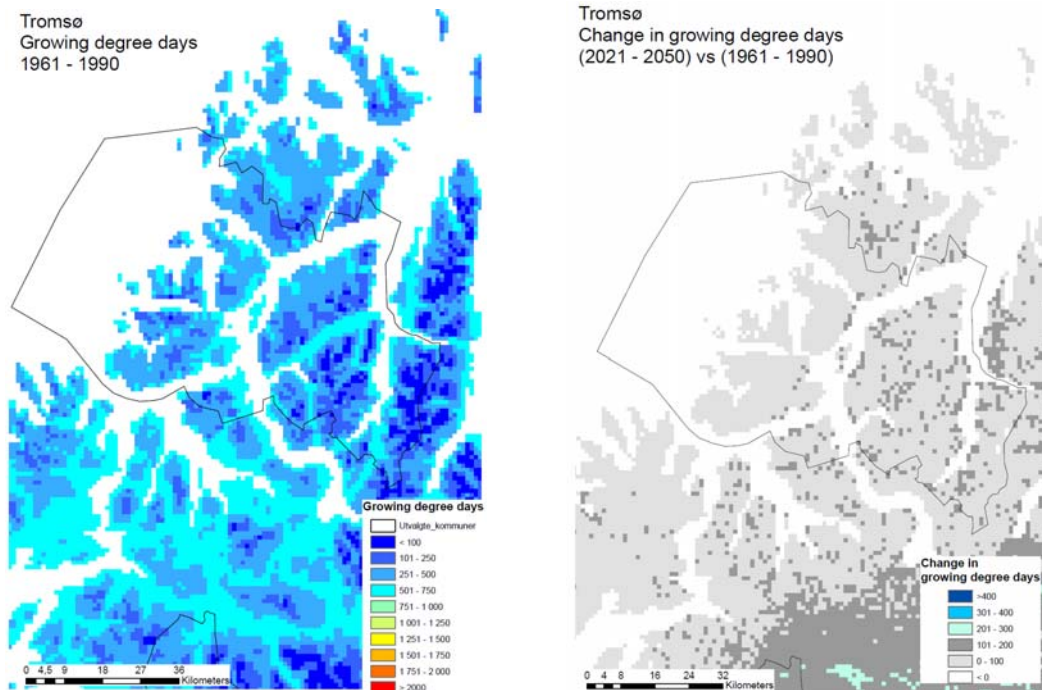 Tromsø
Growing degree days
1961 - 1990
Growing degree days
Utvalgte_kommuner
< 100
101 - 250
251 - 500
501 - 750
751 - 1 000
1 001 - 1 250
1 251 - 1 500
1 501 - 1 750
1 751 - 2 000
> 2000
0 4,5 9 18 27 36
Kilometers
Tromsø
Change in growing degree days
(2021 - 2050) vs (1961 - 1990)
Change in
growing degree days
>400
301 - 400
201 - 300
101 - 200
0 - 100
< 0
0 4 8 16 24 32
Kilometers